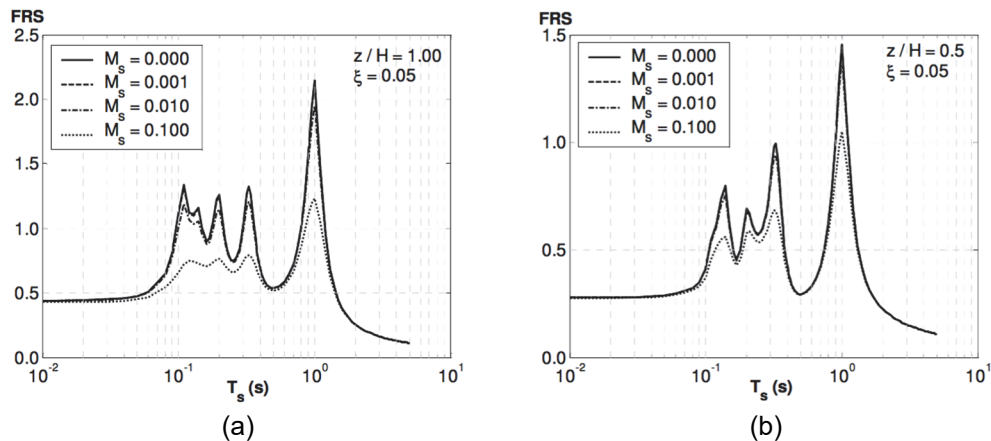 FRS
2.5
2.0
1.5
1.0
0.5
0.0
M_s = 0.000
M_s = 0.001
M_s = 0.010
M_s = 0.100
z / H = 1.00
ξ = 0.05
10^-2
10^-1
10^0
10^1
T_s (s)
(a)
FRS
1.5
1.0
0.5
0.0
M_s = 0.000
M_s = 0.001
M_s = 0.010
M_s = 0.100
z / H = 0.5
ξ = 0.05
10^-2
10^-1
10^0
10^1
T_s (s)
(b)